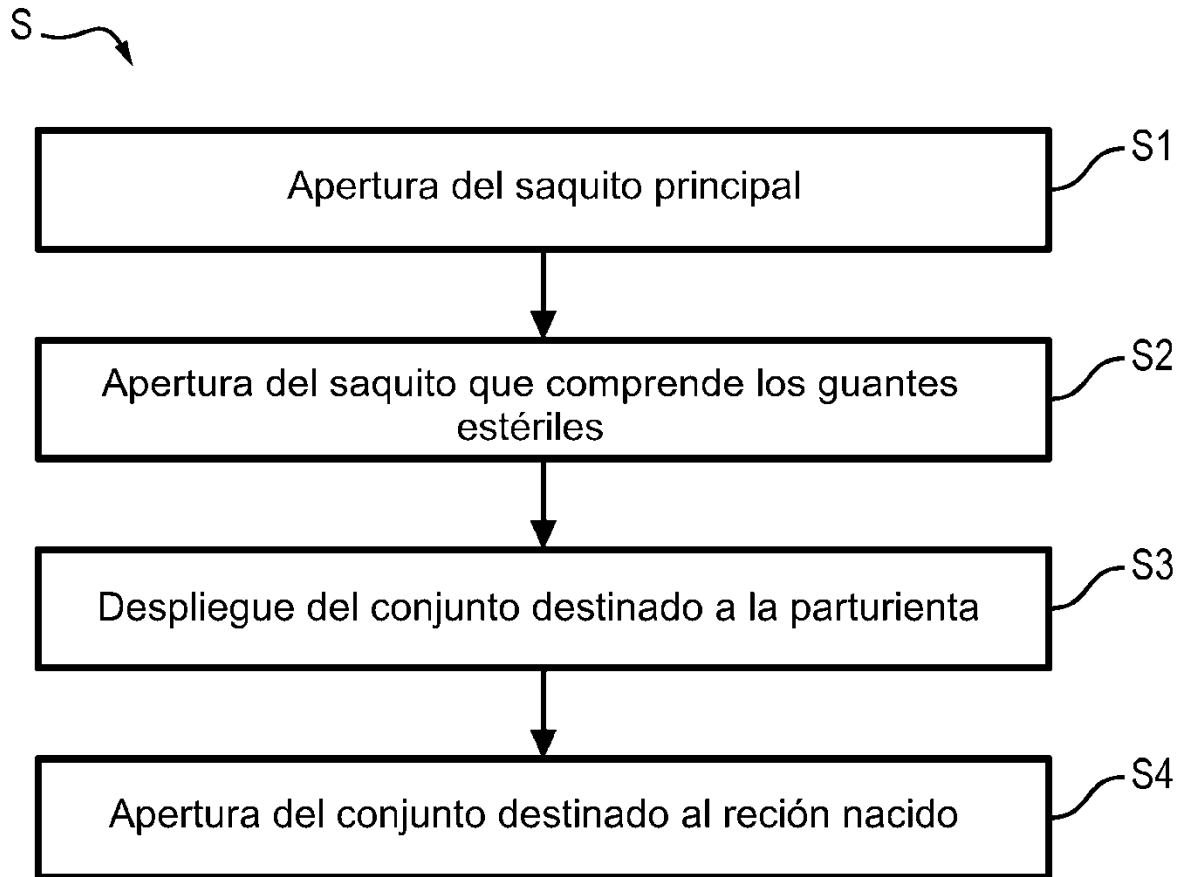 S
Apertura del saquito principal
S1
Apertura del saquito que comprende los guantes
estériles
S2
Despliegue del conjunto destinado a la parturienta
S3
Apertura del conjunto destinado al reción nacido
S4